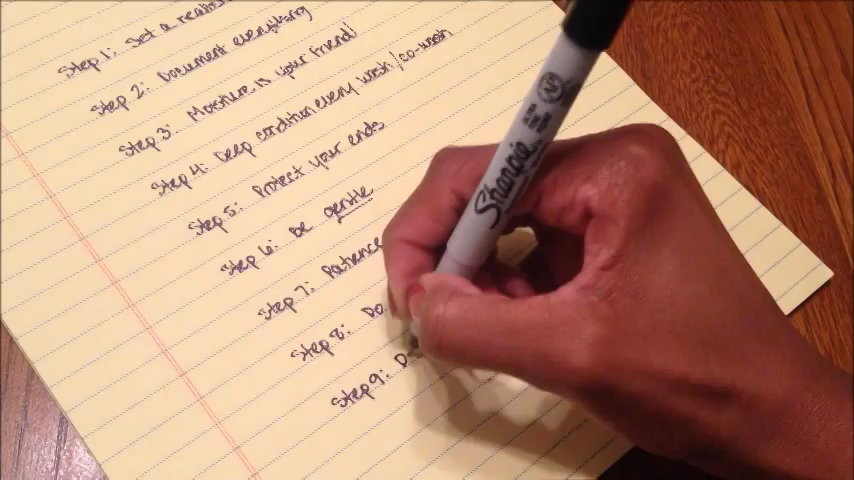 Step 1: Set a
Step 2: Document everything
Step 3: Moisture is your friend!
Step 4: Deep condition every wash/co-wash
Step 5: Protect your ends
Step 6: Be gentle
Step 7: Patience
Step 8: Do
Step 9: D
Sharpie